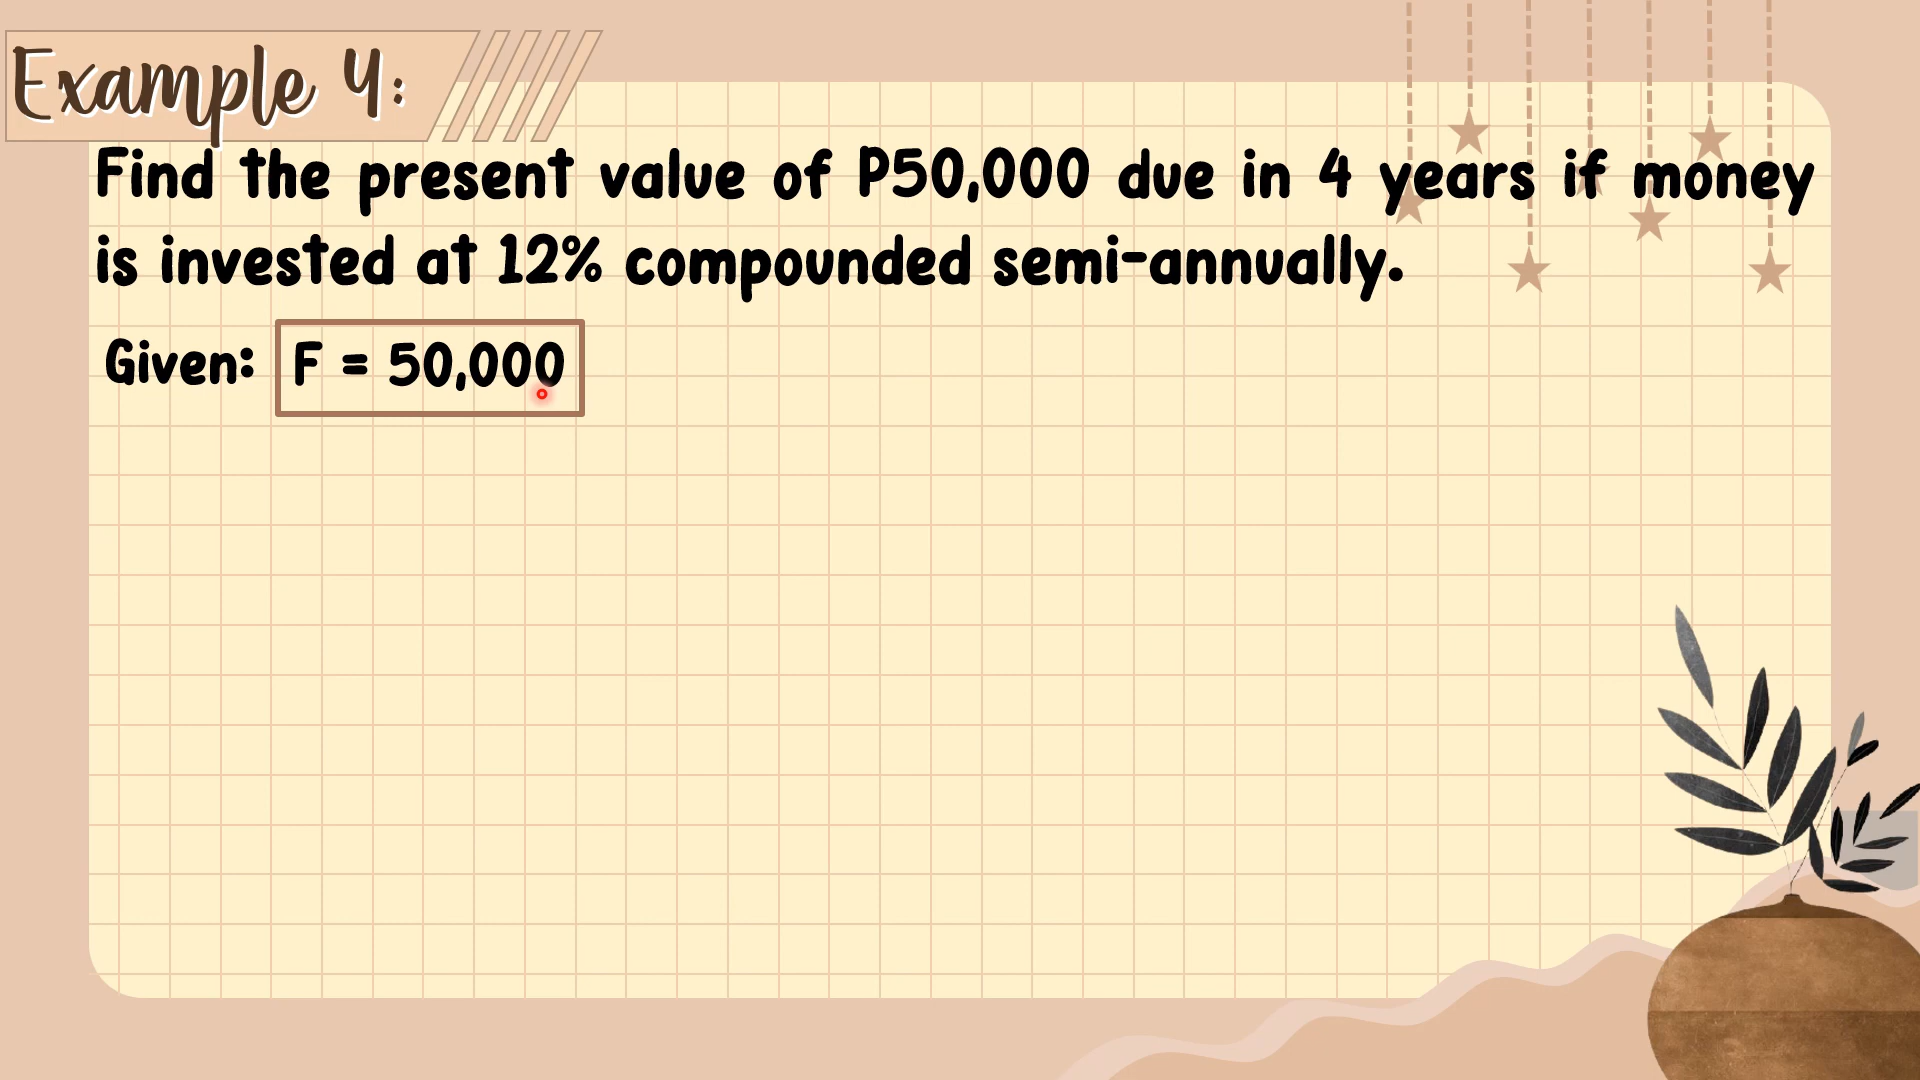 Example 4:
Find the present value of P50,000 due in 4 years if money
is invested at 12% compounded semi-annually.
Given: F = 50,000